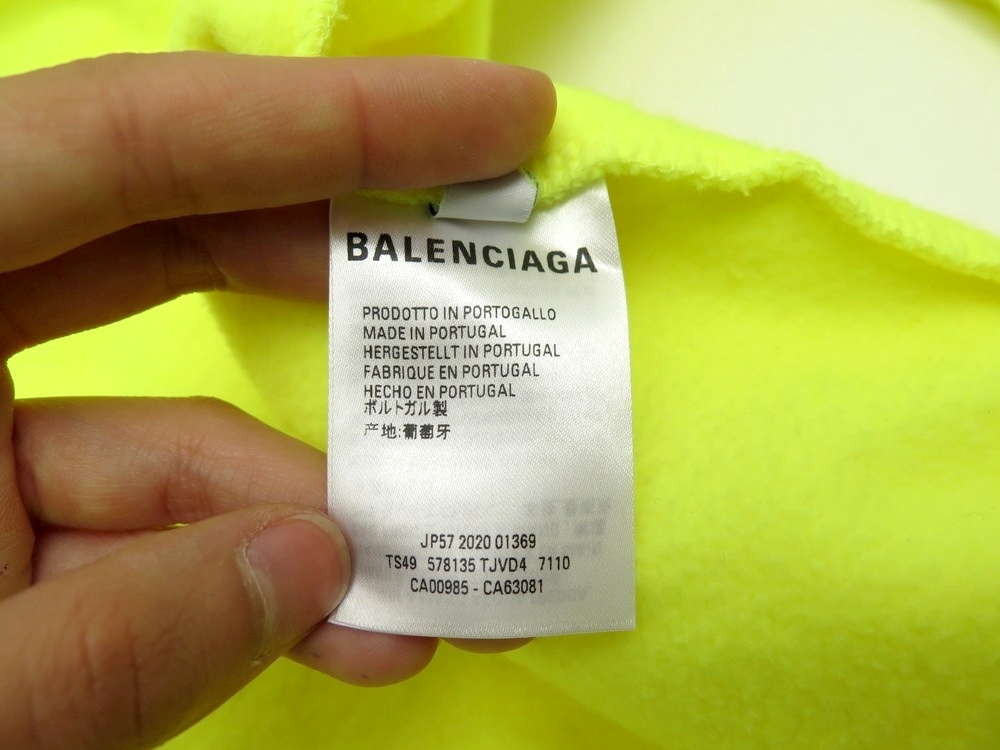 BALENCIAGA
PRODOTTO IN PORTOGALLO
MADE IN PORTUGAL
HERGESTELLT IN PORTUGAL
FABRIQUE EN PORTUGAL
HECHO EN PORTUGAL
ポルトガル製
产地:葡萄牙
JP57 2020 01369
TS49 578135 TJVD4 7110
CA00985 - CA63081